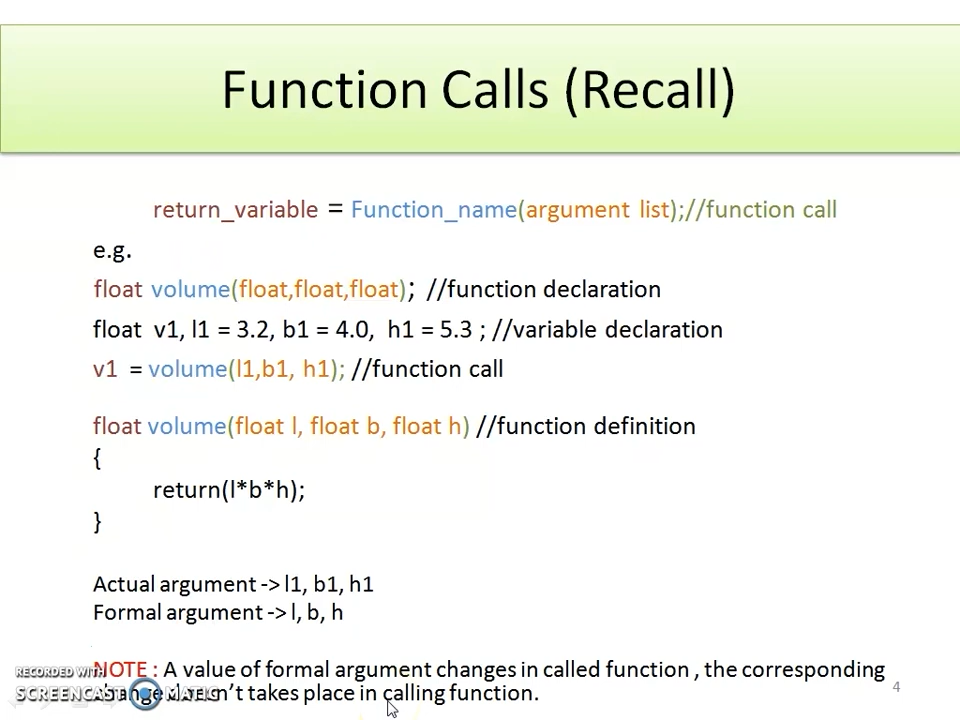 Function Calls (Recall)
return_variable = Function_name(argument list);//function call
e.g.
float volume(float,float,float); //function declaration
float v1, l1 = 3.2, b1 = 4.0, h1 = 5.3 ; //variable declaration
v1 = volume(l1,b1, h1); //function call
float volume(float l, float b, float h) //function definition
{
return(l*b*h);
}
Actual argument -> l1, b1, h1
Formal argument -> l, b, h
NOTE : A value of formal argument changes in called function , the corresponding
change doesn't takes place in calling function.
4
RECORDED WITH
SCREENCAST MATIC